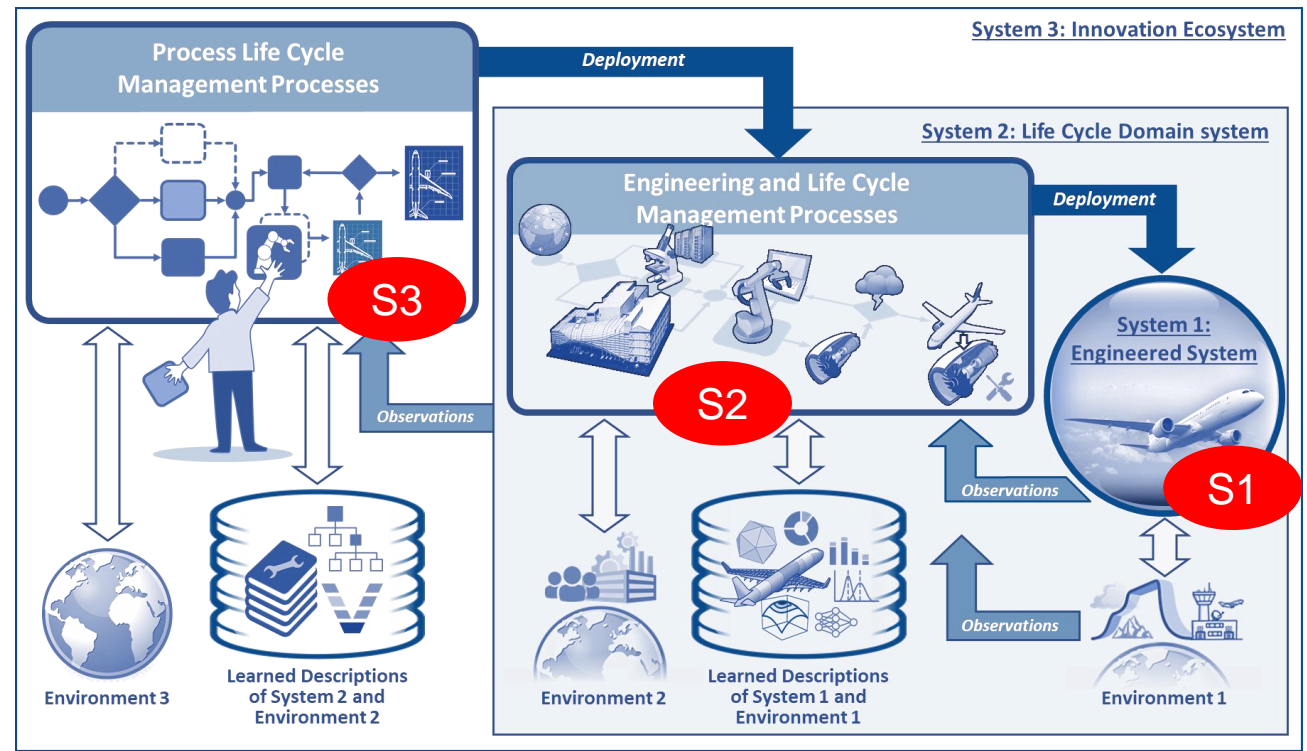 System 3: Innovation Ecosystem
Process Life Cycle
Management Processes
Deployment
System 2: Life Cycle Domain system
Engineering and Life Cycle
Management Processes
Deployment
S3
System 1:
Engineered System
S2
Observations
S1
Observations
Observations
Environment 3
Learned Descriptions
of System 2 and
Environment 2
Environment 2
Learned Descriptions
of System 1 and
Environment 1
Environment 1